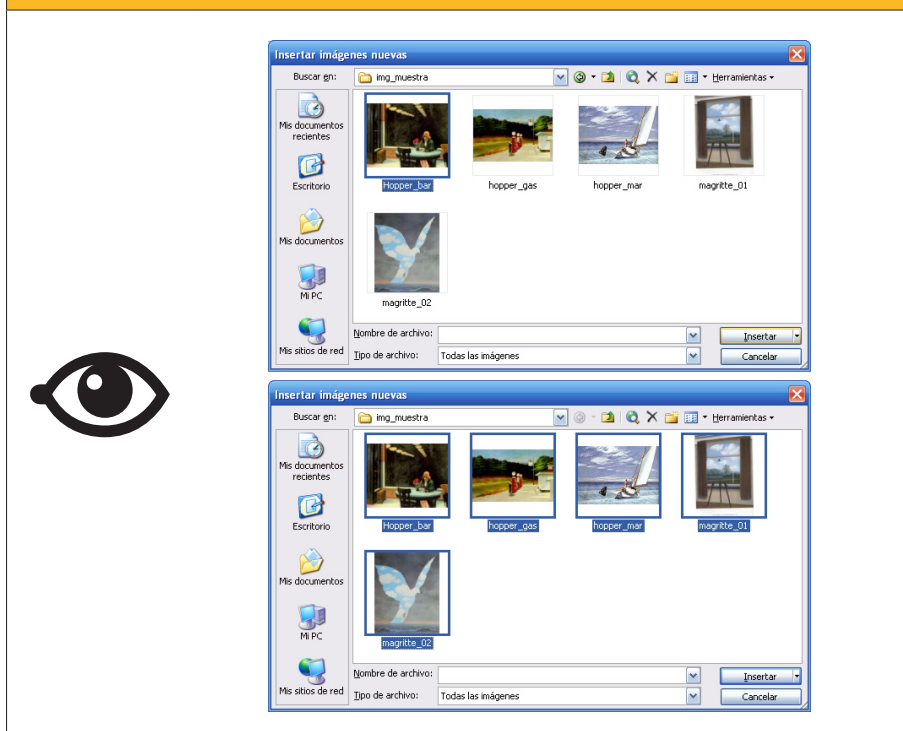 Insertar imágenes nuevas
Buscar en: img_muestra Herramientas
Mis documentos
recientes
Escritorio
Mis documentos
Mi PC
Mis sitios de red
Hopper_bar hopper_gas hopper_mar magritte_01
magritte_02
Nombre de archivo: Insertar
Tipo de archivo: Todas las imágenes Cancelar
Insertar imágenes nuevas
Buscar en: img_muestra Herramientas
Mis documentos
recientes
Escritorio
Mis documentos
Mi PC
Mis sitios de red
Hopper_bar hopper_gas hopper_mar magritte_01
magritte_02
Nombre de archivo: Insertar
Tipo de archivo: Todas las imágenes Cancelar